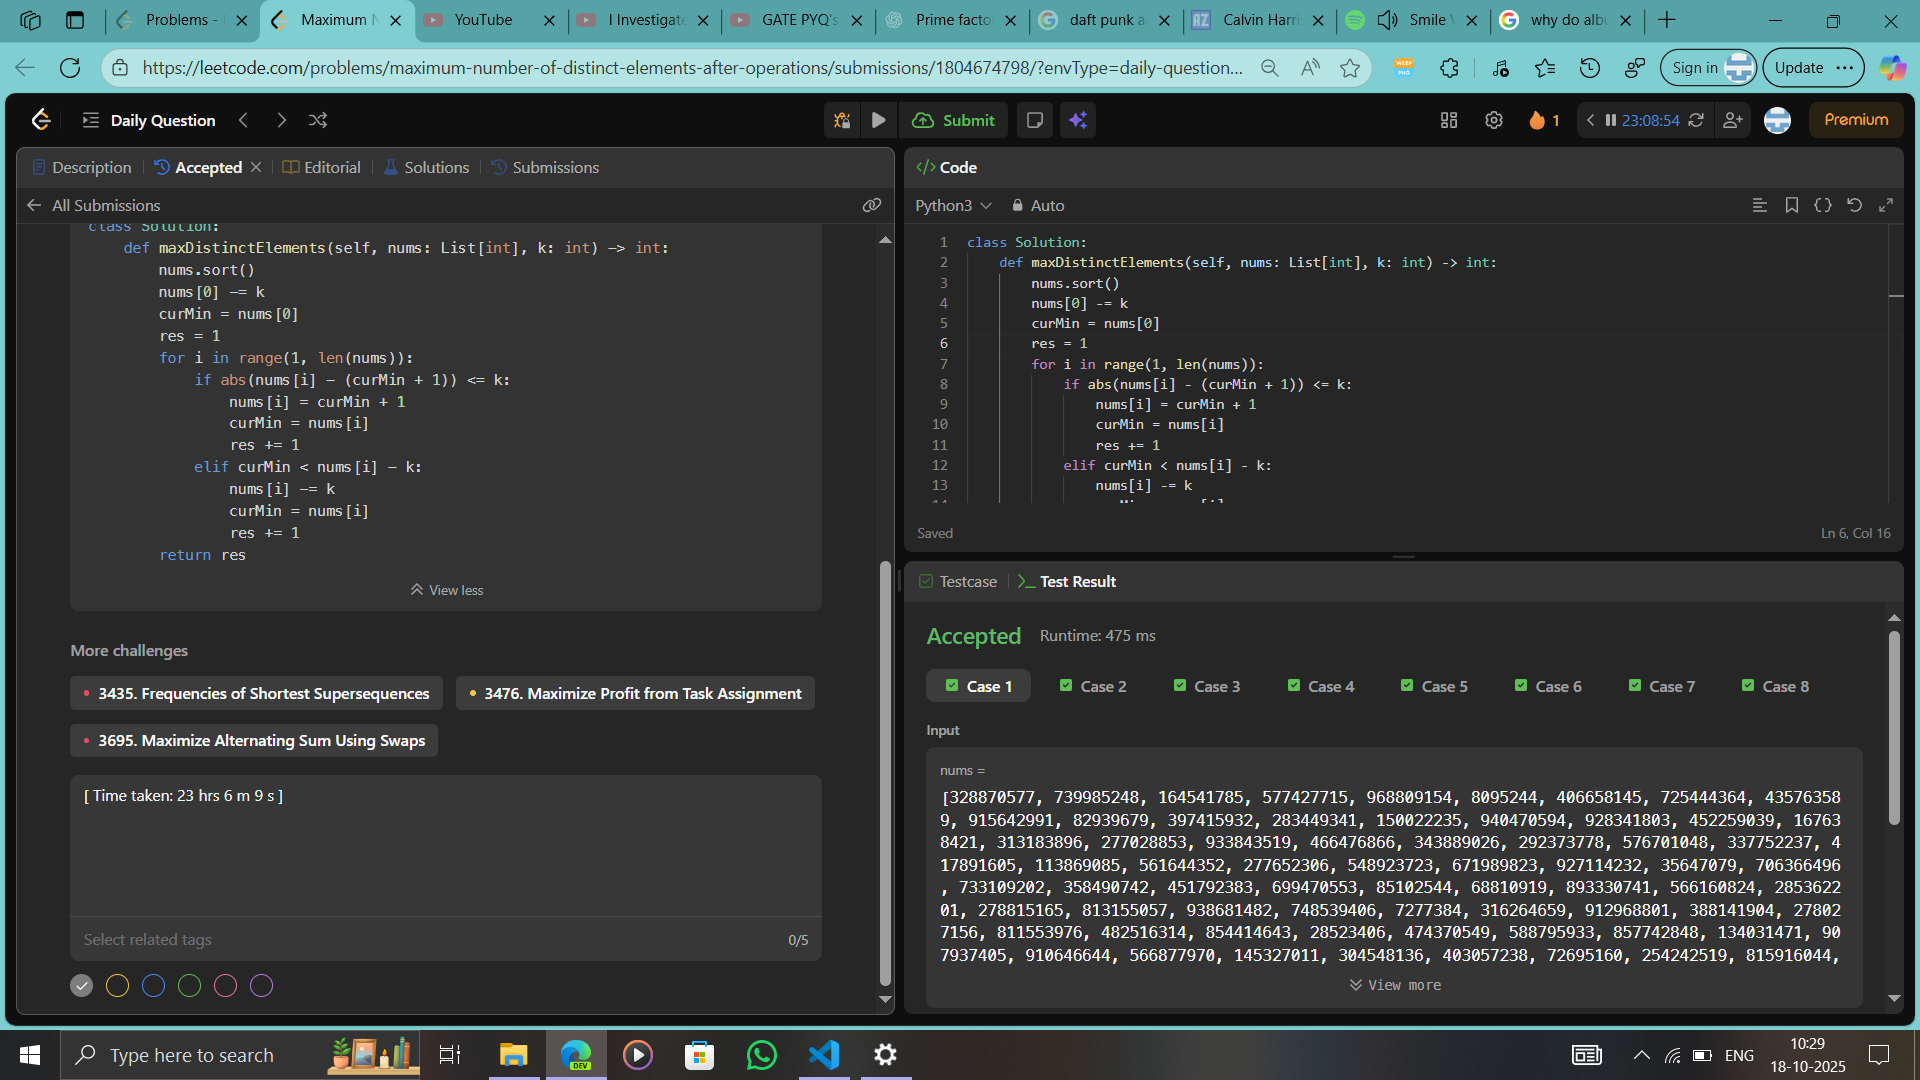 Problems -
Maximum N
YouTube
I Investigate
GATE PYQ's
Prime facto
daft punk a
Calvin Harri
Smile
why do alb
https://leetcode.com/problems/maximum-number-of-distinct-elements-after-operations/submissions/1804674798/?envType=daily-question...
Sign in
Update
Daily Question
Submit
1
23:08:54
Premium
Description
Accepted
Editorial
Solutions
Submissions
All Submissions
class Solution:
def maxDistinctElements(self, nums: List[int], k: int) -> int:
nums.sort()
nums[0] -= k
curMin = nums[0]
res = 1
for i in range(1, len(nums)):
if abs(nums[i] - (curMin + 1)) <= k:
nums[i] = curMin + 1
curMin = nums[i]
res += 1
elif curMin < nums[i] - k:
nums[i] -= k
curMin = nums[i]
res += 1
return res
View less
More challenges
3435. Frequencies of Shortest Supersequences
3476. Maximize Profit from Task Assignment
3695. Maximize Alternating Sum Using Swaps
[ Time taken: 23 hrs 6 m 9 s ]
Select related tags
0/5
Code
Python3
Auto
1 class Solution:
2 def maxDistinctElements(self, nums: List[int], k: int) -> int:
3 nums.sort()
4 nums[0] -= k
5 curMin = nums[0]
6 res = 1
7 for i in range(1, len(nums)):
8 if abs(nums[i] - (curMin + 1)) <= k:
9 nums[i] = curMin + 1
10 curMin = nums[i]
11 res += 1
12 elif curMin < nums[i] - k:
13 nums[i] -= k
Saved
Ln 6, Col 16
Testcase
Test Result
Accepted
Runtime: 475 ms
Case 1
Case 2
Case 3
Case 4
Case 5
Case 6
Case 7
Case 8
Input
nums =
[328870577, 739985248, 164541785, 577427715, 968809154, 8095244, 406658145, 725444364, 43576358
9, 915642991, 82939679, 397415932, 283449341, 150022235, 940470594, 928341803, 452259039, 16763
8421, 313183896, 277028853, 933843519, 466476866, 343889026, 292373778, 576701048, 337752237, 4
17891605, 113869085, 561644352, 277652306, 548923723, 671989823, 927114232, 35647079, 706366496
, 733109202, 358490742, 451792383, 699470553, 85102544, 68810919, 893330741, 566160824, 2853622
01, 278815165, 813155057, 938681482, 748539406, 7277384, 316264659, 912968801, 388141904, 27802
7156, 811553976, 482516314, 854414643, 28523406, 474370549, 588795933, 857742848, 134031471, 90
7937405, 910646644, 566877970, 145327011, 304548136, 403057238, 72695160, 254242519, 815916044,
View more
Type here to search
DEV
ENG
10:29
18-10-2025